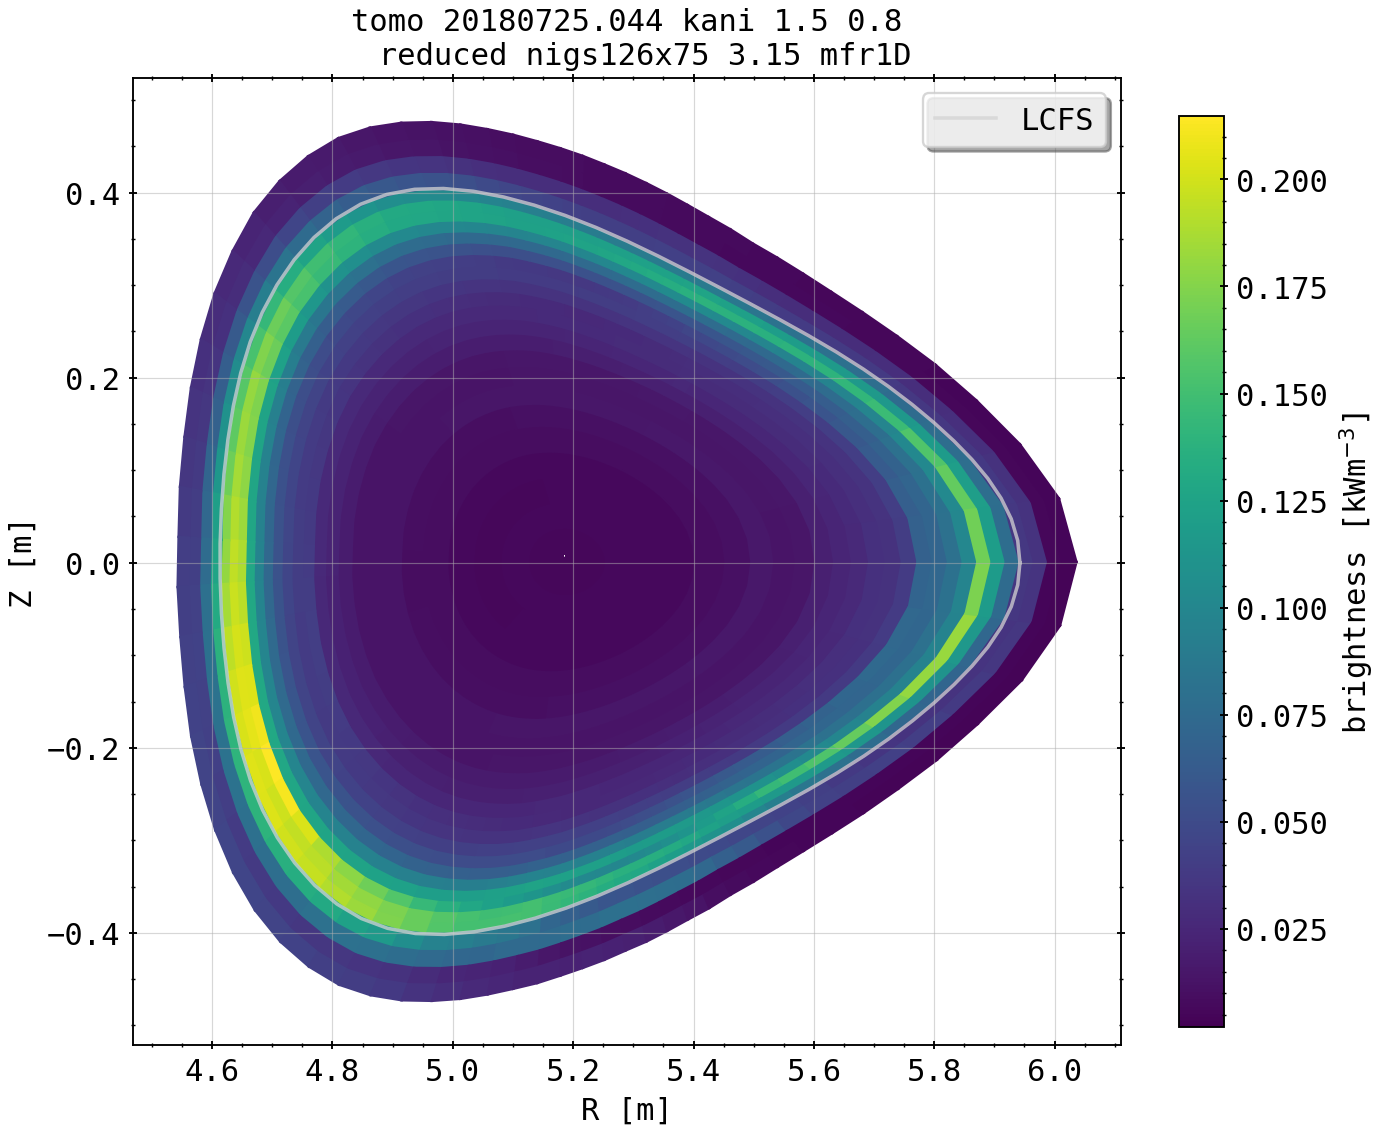 tomo 20180725.044 kani 1.5 0.8
reduced nigs126x75 3.15 mfr1D
LCFS
0.4
0.2
0.0
−0.2
−0.4
Z [m]
4.6 4.8 5.0 5.2 5.4 5.6 5.8 6.0
R [m]
0.200
0.175
0.150
0.125
0.100
0.075
0.050
0.025
brightness [kWm⁻³]